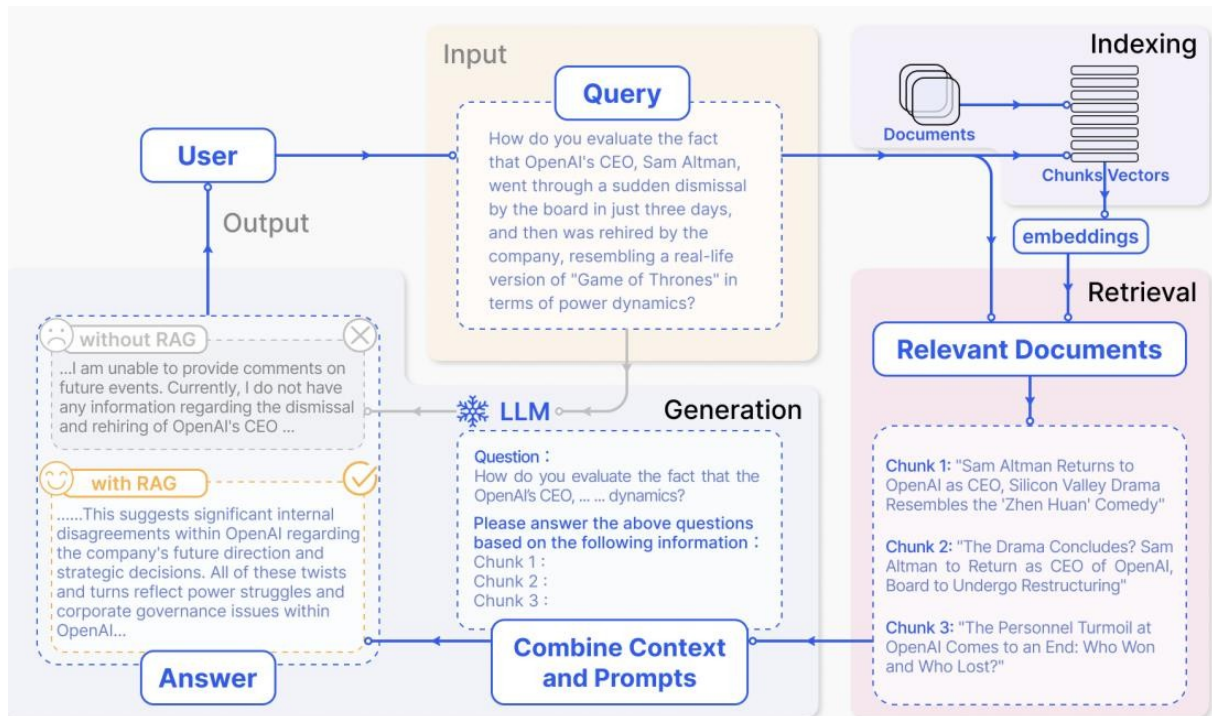 Input
Query
How do you evaluate the fact
that OpenAI's CEO, Sam Altman,
went through a sudden dismissal
by the board in just three days,
and then was rehired by the
company, resembling a real-life
version of "Game of Thrones" in
terms of power dynamics?
Indexing
Documents
Chunks Vectors
embeddings
User
Output
Retrieval
Relevant Documents
Chunk 1: "Sam Altman Returns to
OpenAI as CEO, Silicon Valley Drama
Resembles the 'Zhen Huan' Comedy"
Chunk 2: "The Drama Concludes? Sam
Altman to Return as CEO of OpenAI,
Board to Undergo Restructuring"
Chunk 3: "The Personnel Turmoil at
OpenAI Comes to an End: Who Won
and Who Lost?"
without RAG
...I am unable to provide comments on
future events. Currently, I do not have
any information regarding the dismissal
and rehiring of OpenAI's CEO ...
with RAG
......This suggests significant internal
disagreements within OpenAI regarding
the company's future direction and
strategic decisions. All of these twists
and turns reflect power struggles and
corporate governance issues within
OpenAI...
Answer
LLM
Generation
Question :
How do you evaluate the fact that the
OpenAI's CEO, ... ... dynamics?
Please answer the above questions
based on the following information :
Chunk 1 :
Chunk 2 :
Chunk 3 :
Combine Context
and Prompts